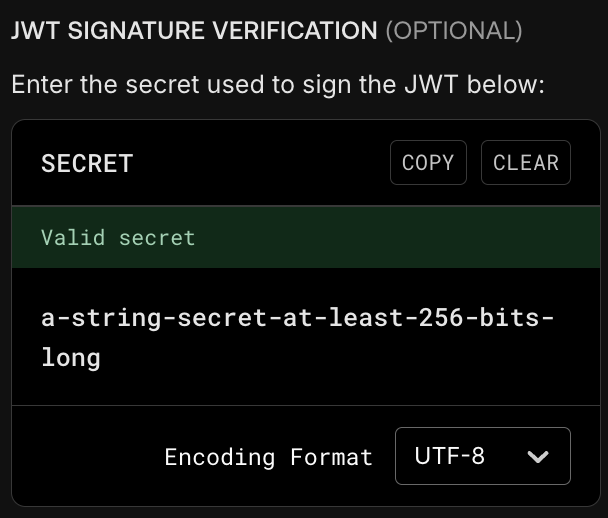 JWT SIGNATURE VERIFICATION (OPTIONAL)
Enter the secret used to sign the JWT below:
SECRET COPY CLEAR
Valid secret
a-string-secret-at-least-256-bits-
long
Encoding Format UTF-8